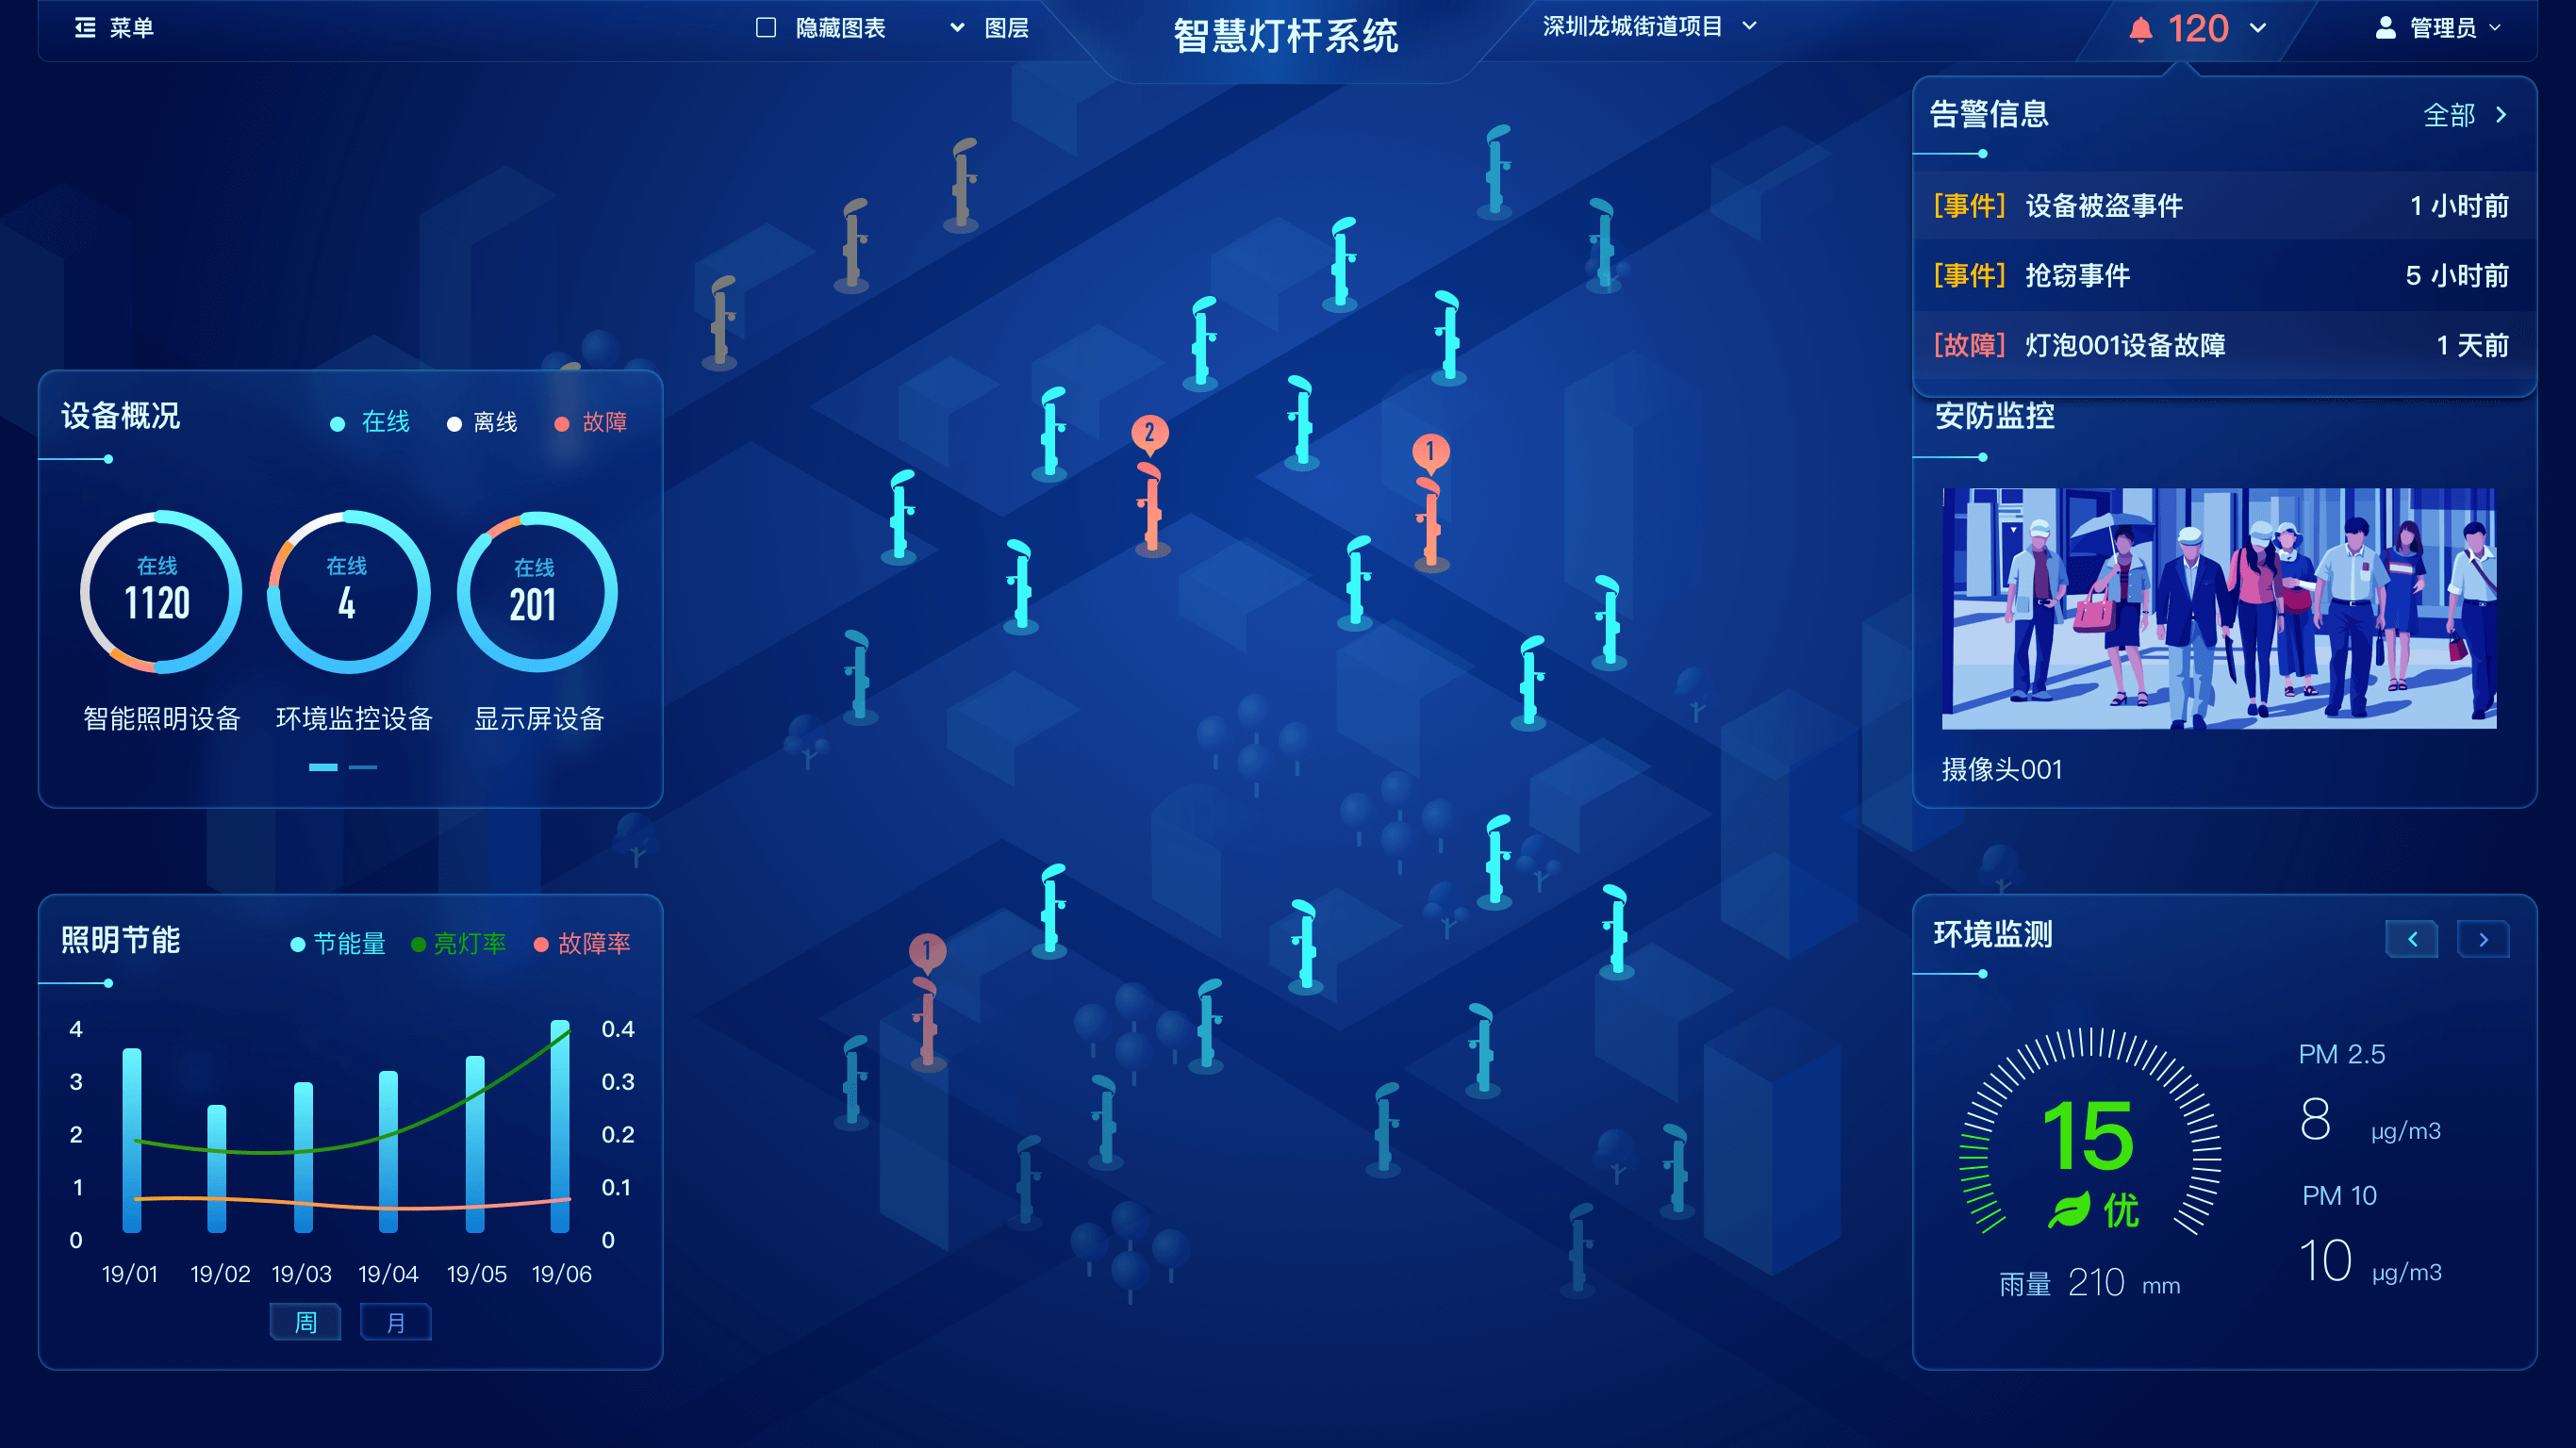 菜单
隐藏图表
图层
智慧灯杆系统
深圳龙城街道项目
120
管理员
告警信息
全部
[事件] 设备被盗事件 1 小时前
[事件] 抢窃事件 5 小时前
[故障] 灯泡001设备故障 1 天前
设备概况
在线 离线 故障
在线
1120
在线
4
在线
201
智能照明设备 环境监控设备 显示屏设备
安防监控
摄像头001
2
1
1
照明节能
节能量 亮灯率 故障率
4
3
2
1
0
0.4
0.3
0.2
0.1
0
19/01 19/02 19/03 19/04 19/05 19/06
周 月
环境监测
15
优
雨量 210 mm
PM 2.5
8 μg/m3
PM 10
10 μg/m3